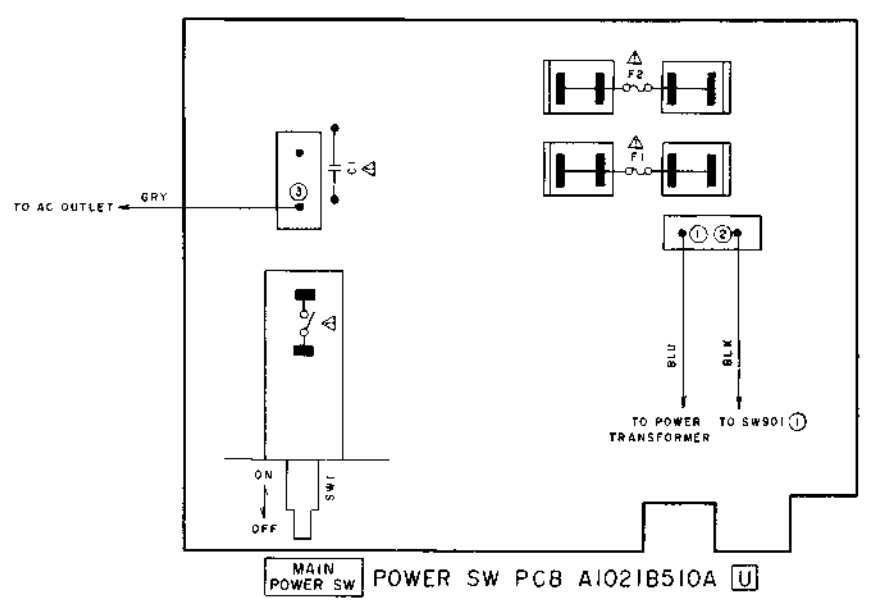 F2
F1
C1
3
GRY
TO AC OUTLET
1 2
BLU
BLK
TO POWER
TRANSFORMER
TO SW901 1
ON
OFF
SW1
MAIN
POWER SW
POWER SW PCB A1021B510A U